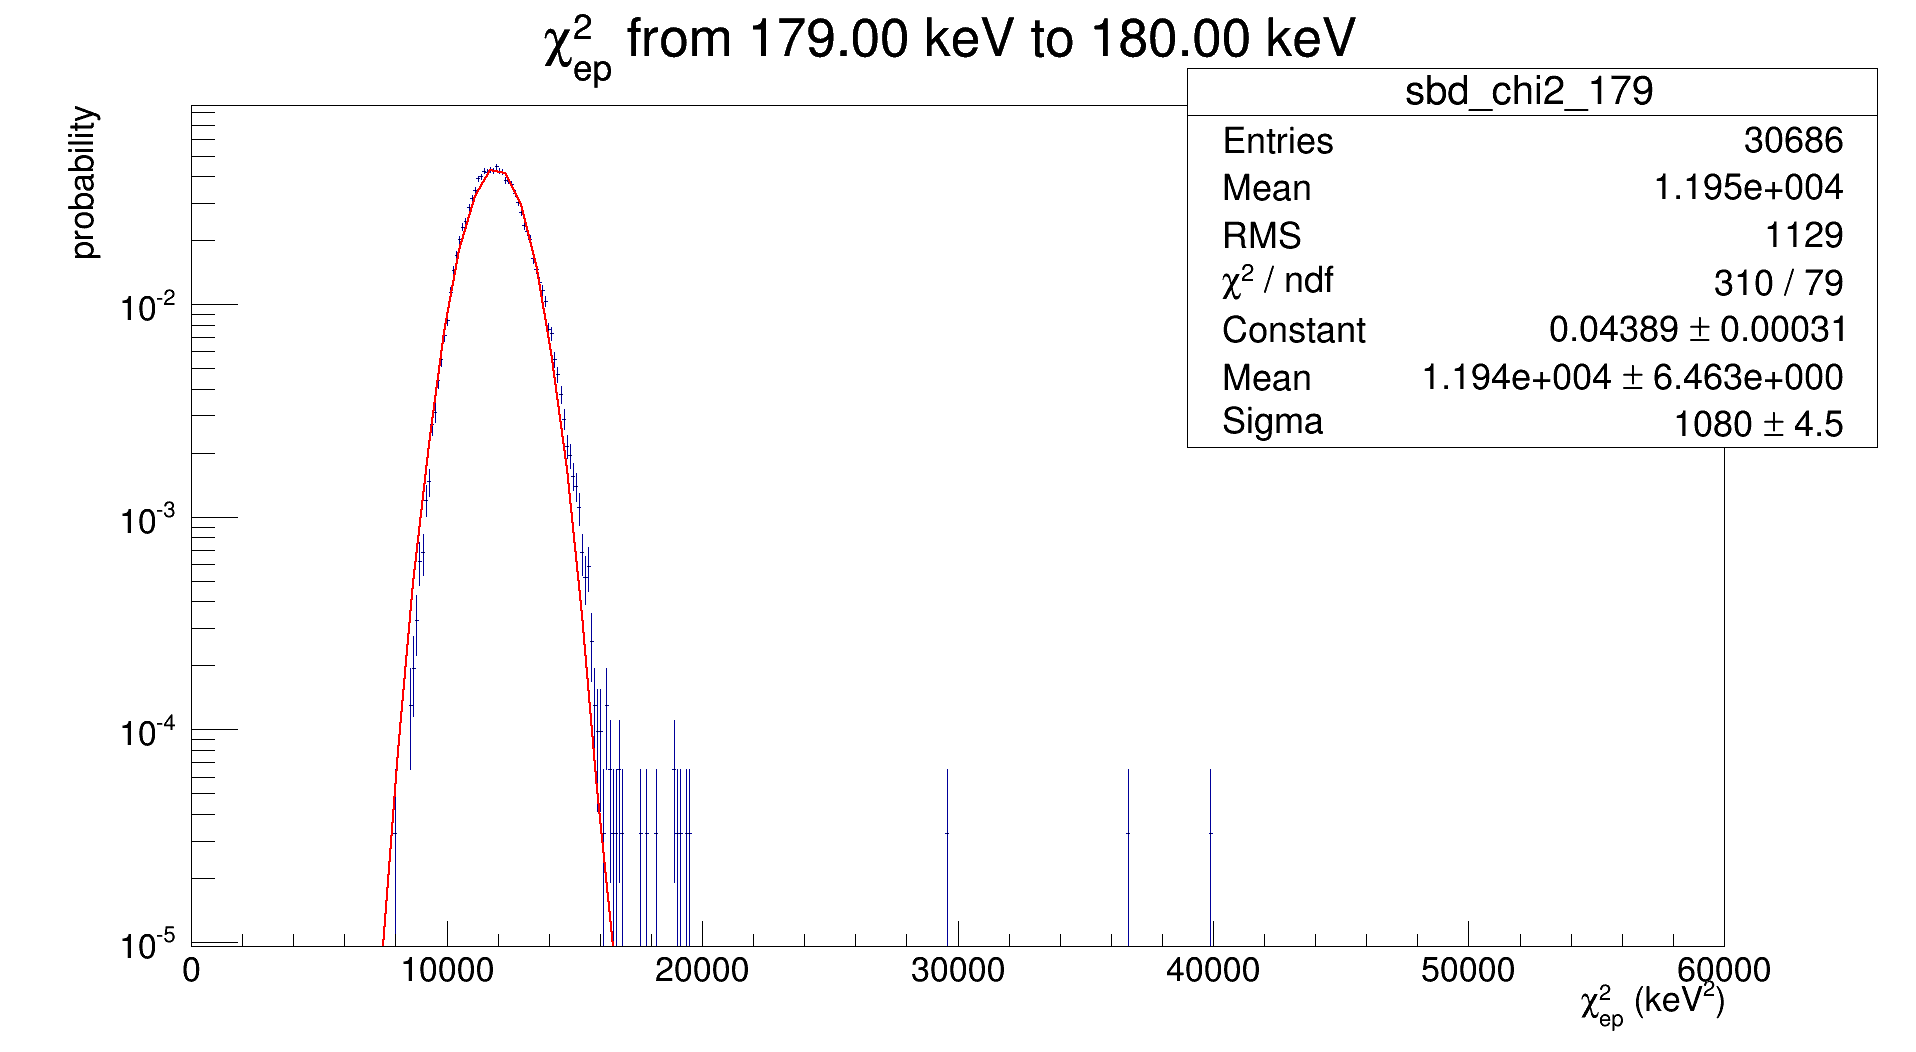 χ²ep from 179.00 keV to 180.00 keV
sbd_chi2_179
Entries 30686
Mean 1.195e+004
RMS 1129
χ² / ndf 310 / 79
Constant 0.04389 ± 0.00031
Mean 1.194e+004 ± 6.463e+000
Sigma 1080 ± 4.5
probability
10⁻²
10⁻³
10⁻⁴
10⁻⁵
0 10000 20000 30000 40000 50000 60000
χ²ep (keV²)